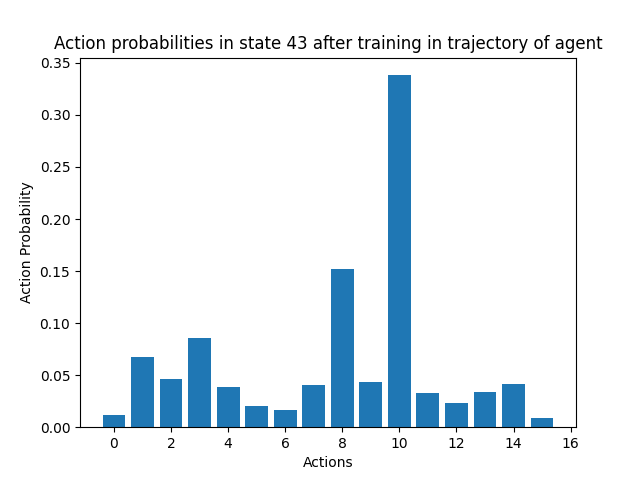 Action probabilities in state 43 after training in trajectory of agent
0.35
0.30
0.25
0.20
0.15
0.10
0.05
0.00
Action Probability
0 2 4 6 8 10 12 14 16
Actions